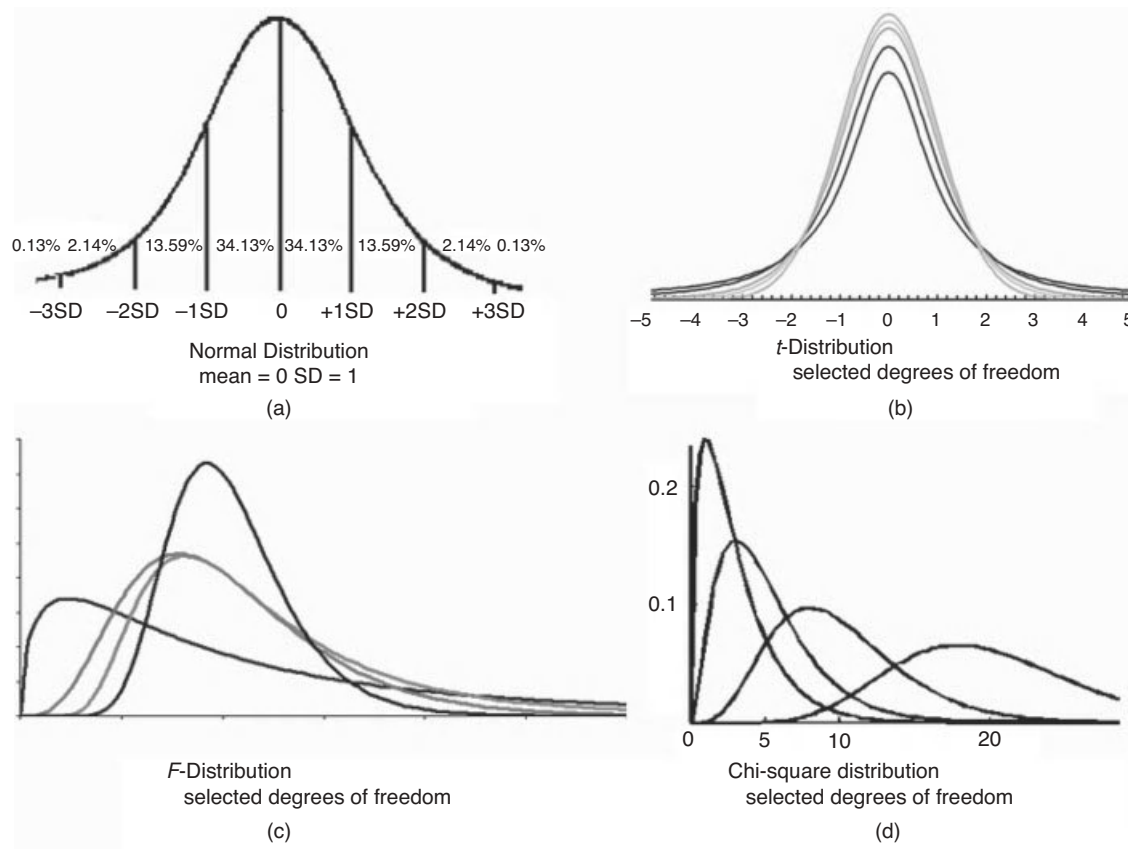 0.13% 2.14% 13.59% 34.13% 34.13% 13.59% 2.14% 0.13%
–3SD –2SD –1SD 0 +1SD +2SD +3SD
Normal Distribution
mean = 0 SD = 1
(a)
–5 –4 –3 –2 –1 0 1 2 3 4 5
t-Distribution
selected degrees of freedom
(b)
F-Distribution
selected degrees of freedom
(c)
0.2
0.1
0 5 10 20
Chi-square distribution
selected degrees of freedom
(d)